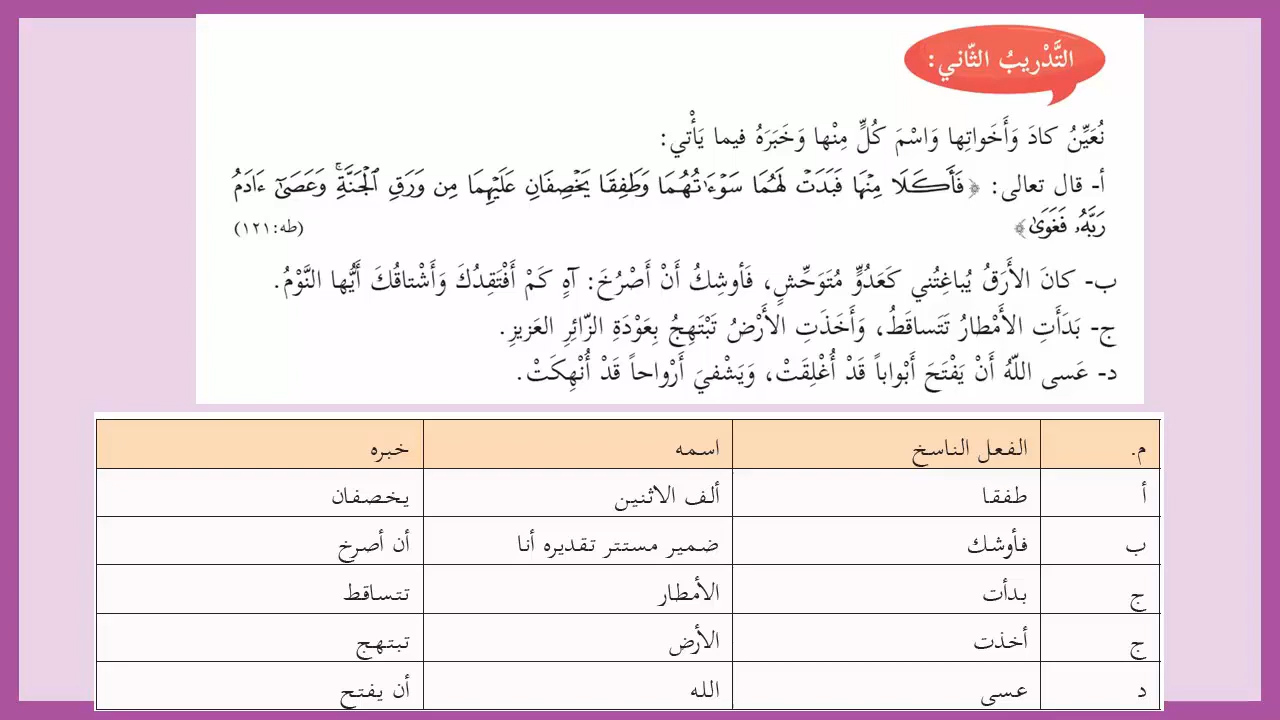 التَّدْريبُ الثّاني:
نُعَيِّنُ كادَ وَأَخَواتِها وَاسْمَ كُلٍّ مِنْها وَخَبَرَهُ فيما يَأْتي:
أ- قال تعالى: ﴿فَأَكَلَا مِنْهَا فَبَدَتْ لَهُمَا سَوْءَٰتُهُمَا وَطَفِقَا يَخْصِفَانِ عَلَيْهِمَا مِن وَرَقِ ٱلْجَنَّةِۚ وَعَصَىٰٓ ءَادَمُ
رَبَّهُۥ فَغَوَىٰ﴾ (طه:١٢١)
ب- كانَ الأَرَقُ يُباغِتُني كَعَدُوٍّ مُتَوَحِّشٍ، فَأوشِكُ أَنْ أَصْرُخَ: آهٍ كَمْ أَفْتَقِدُكَ وَأَشْتاقُكَ أَيُّها النَّوْمُ.
ج- بَدَأَتِ الأَمْطارُ تَتَساقَطُ، وَأَخَذَتِ الأَرْضُ تَبْتَهِجُ بِعَوْدَةِ الزّائِرِ العَزيزِ.
د- عَسى اللّهُ أَنْ يَفْتَحَ أَبْواباً قَدْ أُغْلِقَتْ، وَيَشْفيَ أَرْواحاً قَدْ أُنْهِكَتْ.
م. الفعل الناسخ اسمه خبره
أ طفقا ألف الاثنين يخصفان
ب فأوشك ضمير مستتر تقديره أنا أن أصرخ
ج بدأت الأمطار تتساقط
ج أخذت الأرض تبتهج
د عسى الله أن يفتح